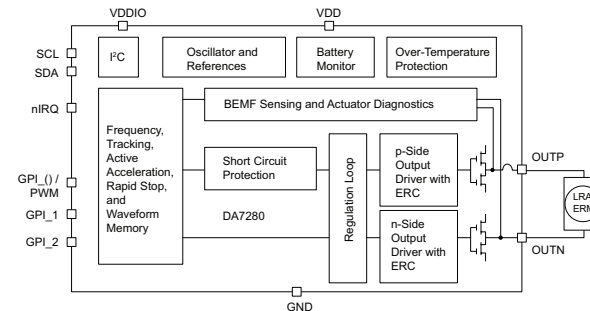 VDDIO
VDD
SCL
SDA
nIRQ
GPI_() /
PWM
GPI_1
GPI_2
I²C
Oscillator and
References
Battery
Monitor
Over-Temperature
Protection
BEMF Sensing and Actuator Diagnostics
Frequency,
Tracking,
Active
Acceleration,
Rapid Stop,
and
Waveform
Memory
Short Circuit
Protection
DA7280
Regulation Loop
p-Side
Output
Driver with
ERC
n-Side
Output
Driver with
ERC
OUTP
OUTN
LRA
ERM
GND